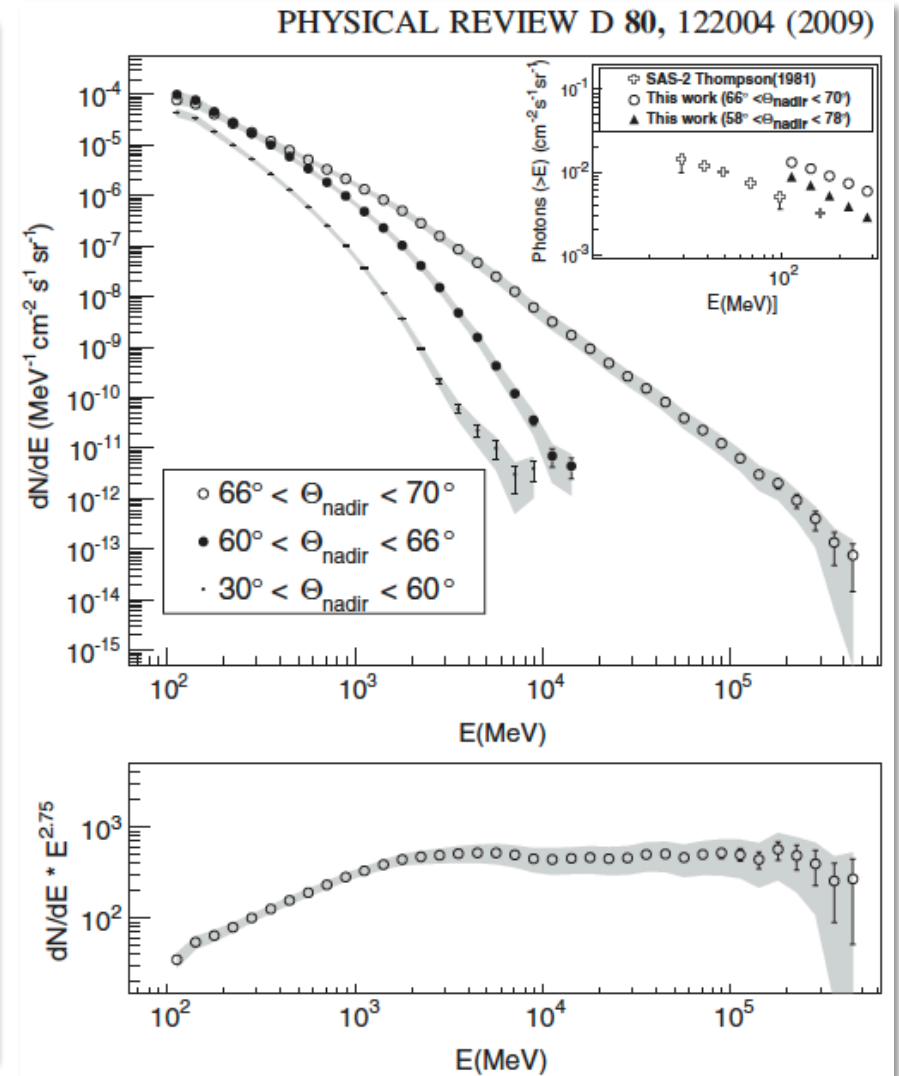 PHYSICAL REVIEW D 80, 122004 (2009)
dN/dE (MeV⁻¹ cm⁻² s⁻¹ sr⁻¹)
10⁻⁴
10⁻⁵
10⁻⁶
10⁻⁷
10⁻⁸
10⁻⁹
10⁻¹⁰
10⁻¹¹
10⁻¹²
10⁻¹³
10⁻¹⁴
10⁻¹⁵
Photons (>E) (cm⁻²s⁻¹sr⁻¹)
10⁻¹
10⁻²
10⁻³
SAS-2 Thompson(1981)
This work (66° <Θnadir < 70°)
This work (58° <Θnadir < 78°)
10²
E(MeV)]
66° < Θnadir < 70°
60° < Θnadir < 66°
30° < Θnadir < 60°
10² 10³ 10⁴ 10⁵
E(MeV)
dN/dE * E²·⁷⁵
10³
10²
10² 10³ 10⁴ 10⁵
E(MeV)